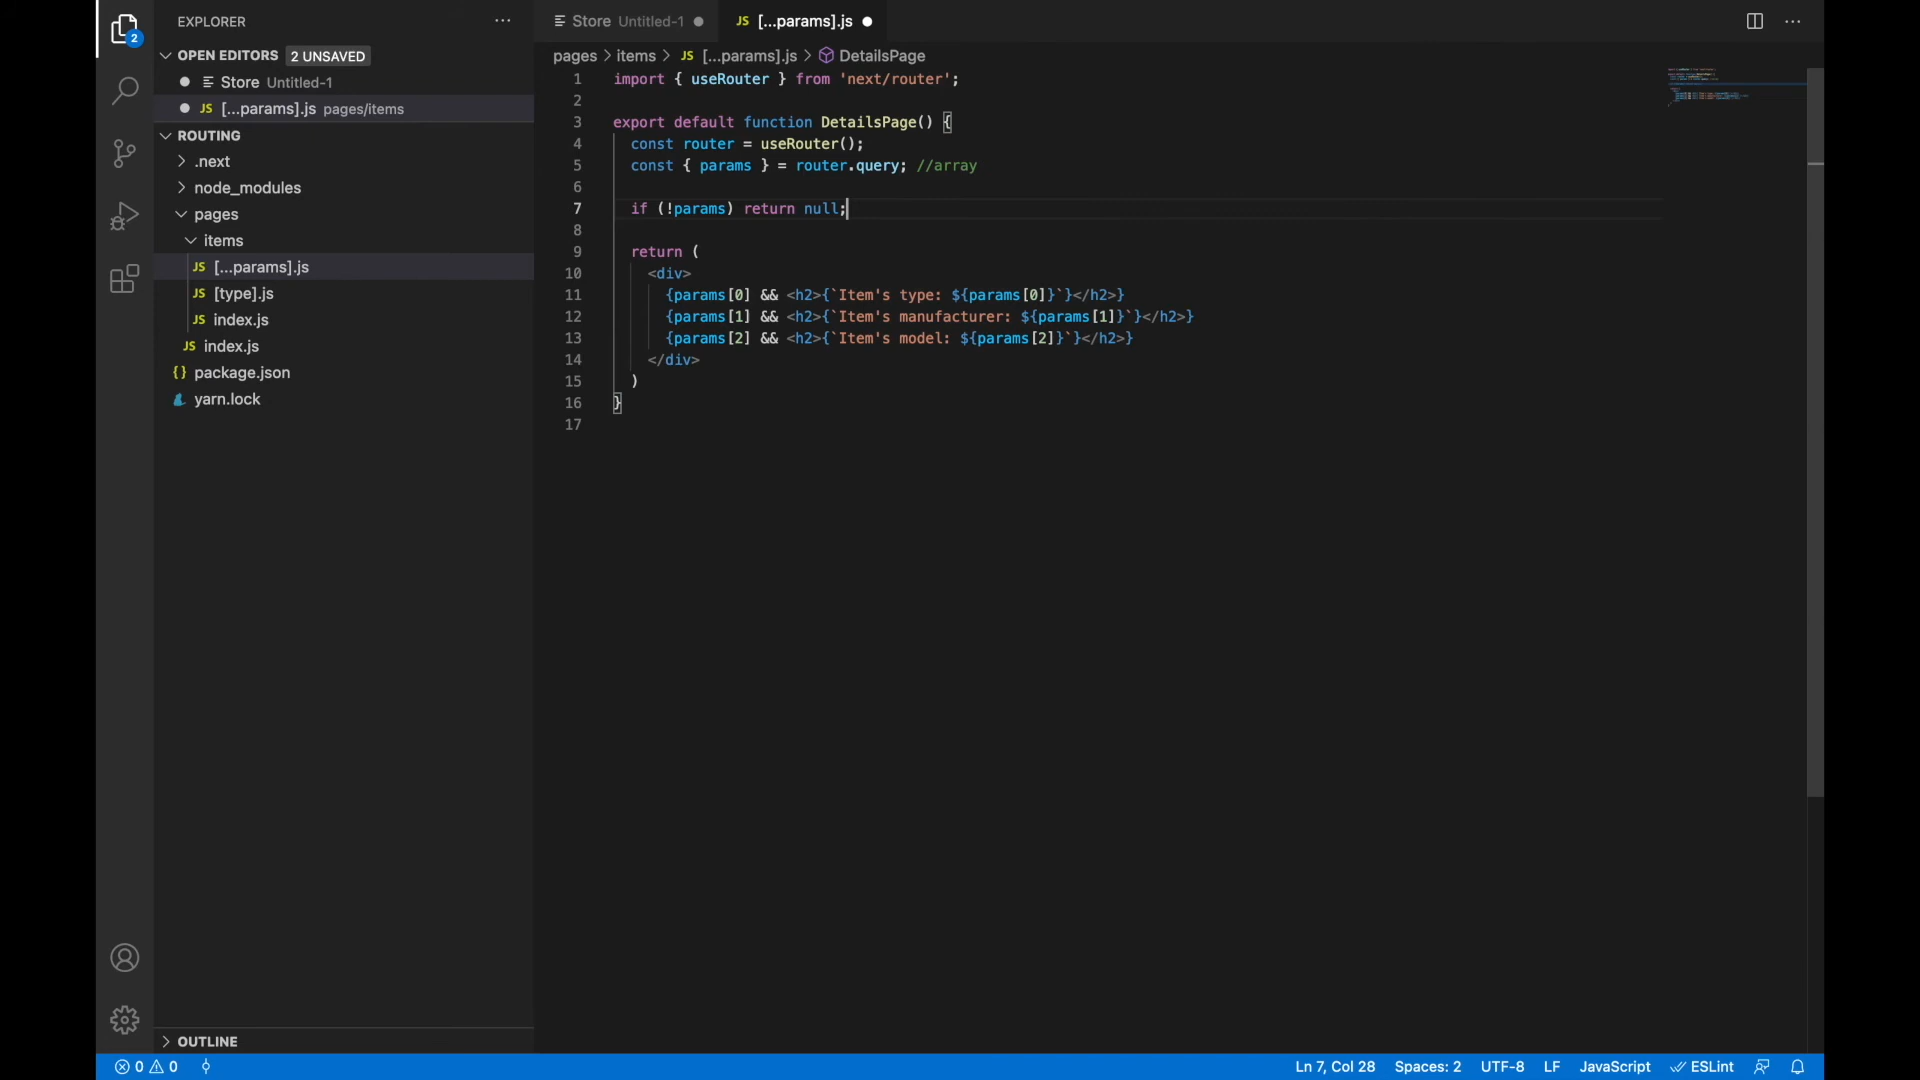 EXPLORER
OPEN EDITORS 2 UNSAVED
Store Untitled-1
JS [...params].js pages/items
ROUTING
.next
node_modules
pages
items
JS [...params].js
JS [type].js
JS index.js
JS index.js
{} package.json
yarn.lock
OUTLINE
2
Store Untitled-1
JS [...params].js
pages > items > JS [...params].js > DetailsPage
1 import { useRouter } from 'next/router';
2
3 export default function DetailsPage() {
4 const router = useRouter();
5 const { params } = router.query; //array
6
7 if (!params) return null;
8
9 return (
10 <div>
11 {params[0] && <h2>{`Item's type: ${params[0]}`}</h2>}
12 {params[1] && <h2>{`Item's manufacturer: ${params[1]}`}</h2>}
13 {params[2] && <h2>{`Item's model: ${params[2]}`}</h2>}
14 </div>
15 )
16 }
17
0 0
Ln 7, Col 28 Spaces: 2 UTF-8 LF JavaScript ESLint